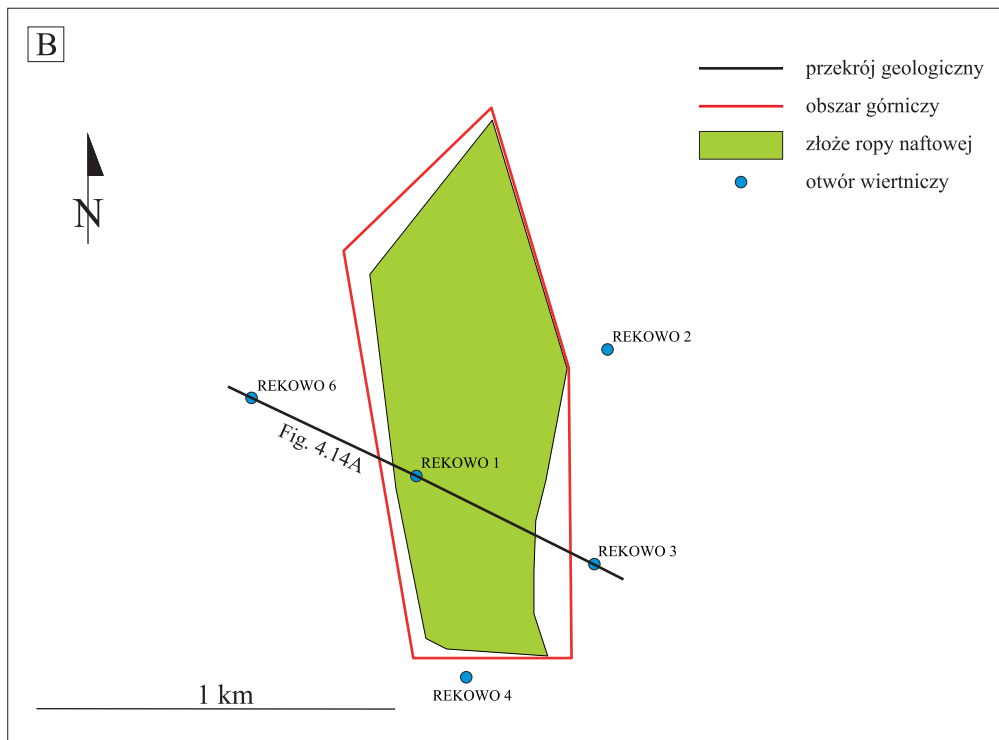 B
przekrój geologiczny
obszar górniczy
złoże ropy naftowej
otwór wiertniczy
N
REKOWO 2
REKOWO 6
Fig. 4.14A
REKOWO 1
REKOWO 3
REKOWO 4
1 km